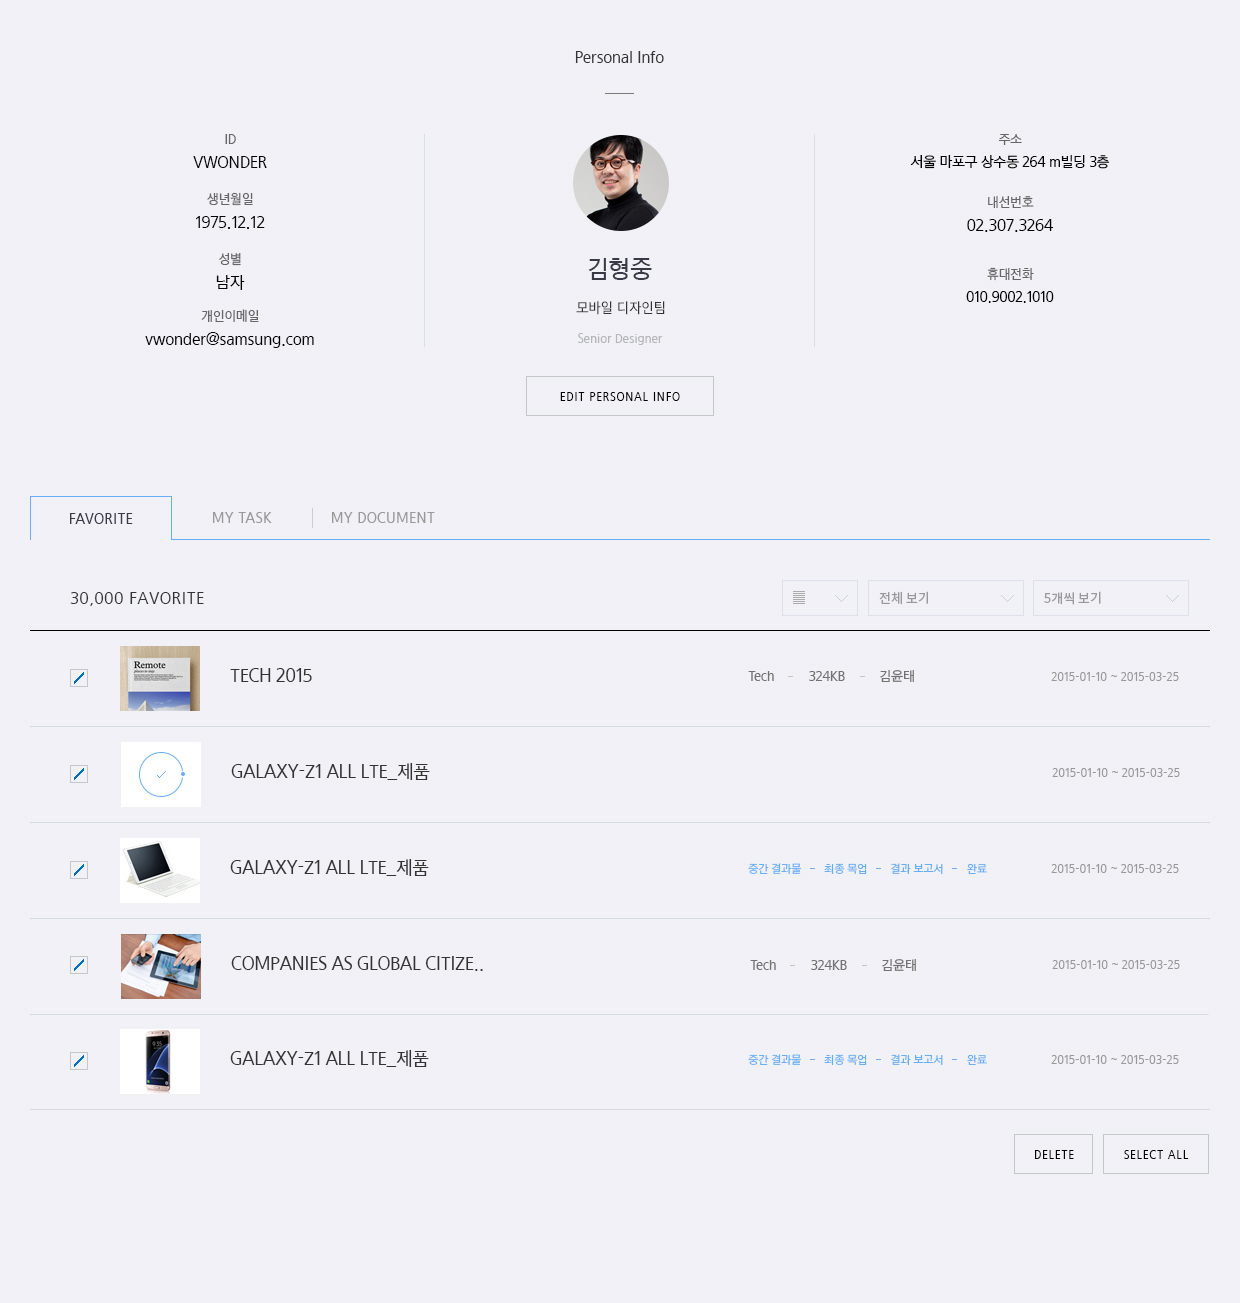 Personal Info
ID
VWONDER
생년월일
1975.12.12
성별
남자
개인이메일
vwonder@samsung.com
김형중
모바일 디자인팀
Senior Designer
주소
서울 마포구 상수동 264 m빌딩 3층
내선번호
02.307.3264
휴대전화
010.9002.1010
EDIT PERSONAL INFO
FAVORITE
MY TASK
MY DOCUMENT
30,000 FAVORITE
전체 보기
5개씩 보기
Remote
TECH 2015
Tech - 324KB - 김윤태
2015-01-10 ~ 2015-03-25
GALAXY-Z1 ALL LTE_제품
2015-01-10 ~ 2015-03-25
GALAXY-Z1 ALL LTE_제품
중간 결과물 - 최종 목업 - 결과 보고서 - 완료
2015-01-10 ~ 2015-03-25
COMPANIES AS GLOBAL CITIZE..
Tech - 324KB - 김윤태
2015-01-10 ~ 2015-03-25
GALAXY-Z1 ALL LTE_제품
중간 결과물 - 최종 목업 - 결과 보고서 - 완료
2015-01-10 ~ 2015-03-25
DELETE
SELECT ALL